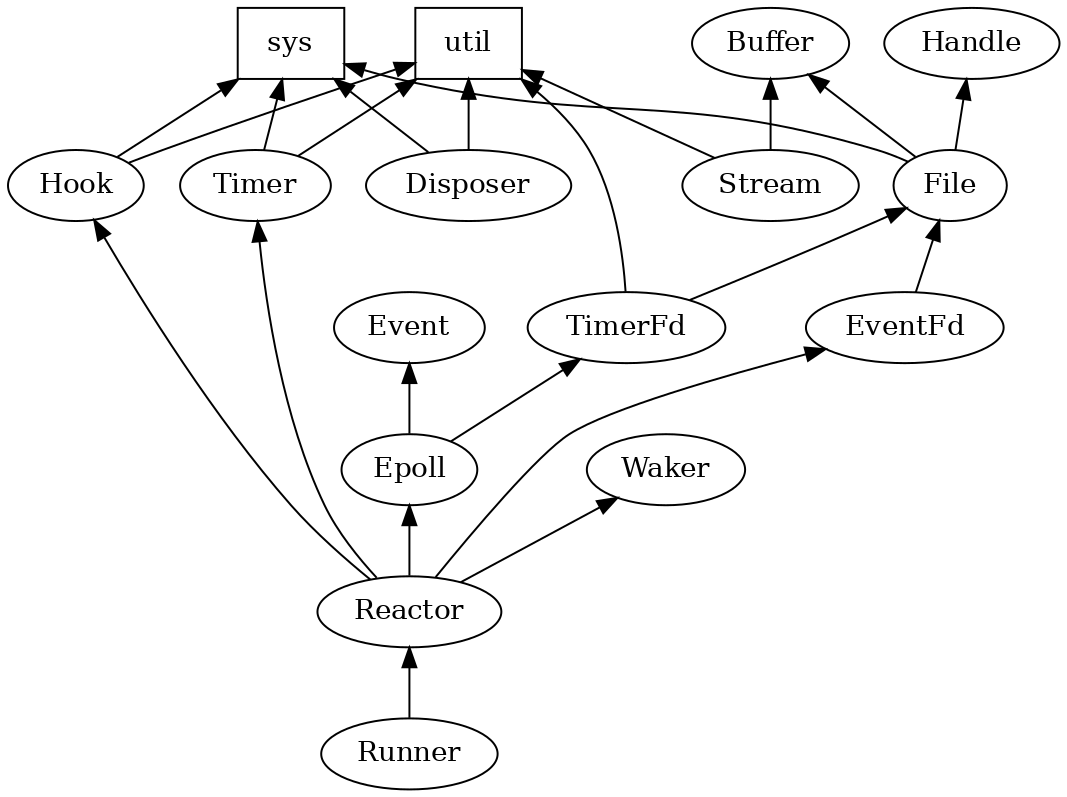 sys
util
Buffer
Handle
Hook
Timer
Disposer
Stream
File
Event
TimerFd
EventFd
Epoll
Waker
Reactor
Runner